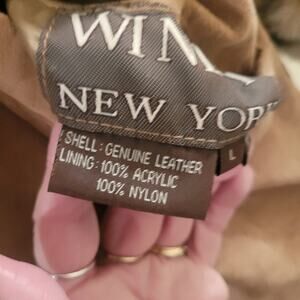 WIN
NEW YORK
SHELL: GENUINE LEATHER
LINING: 100% ACRYLIC
100% NYLON
L